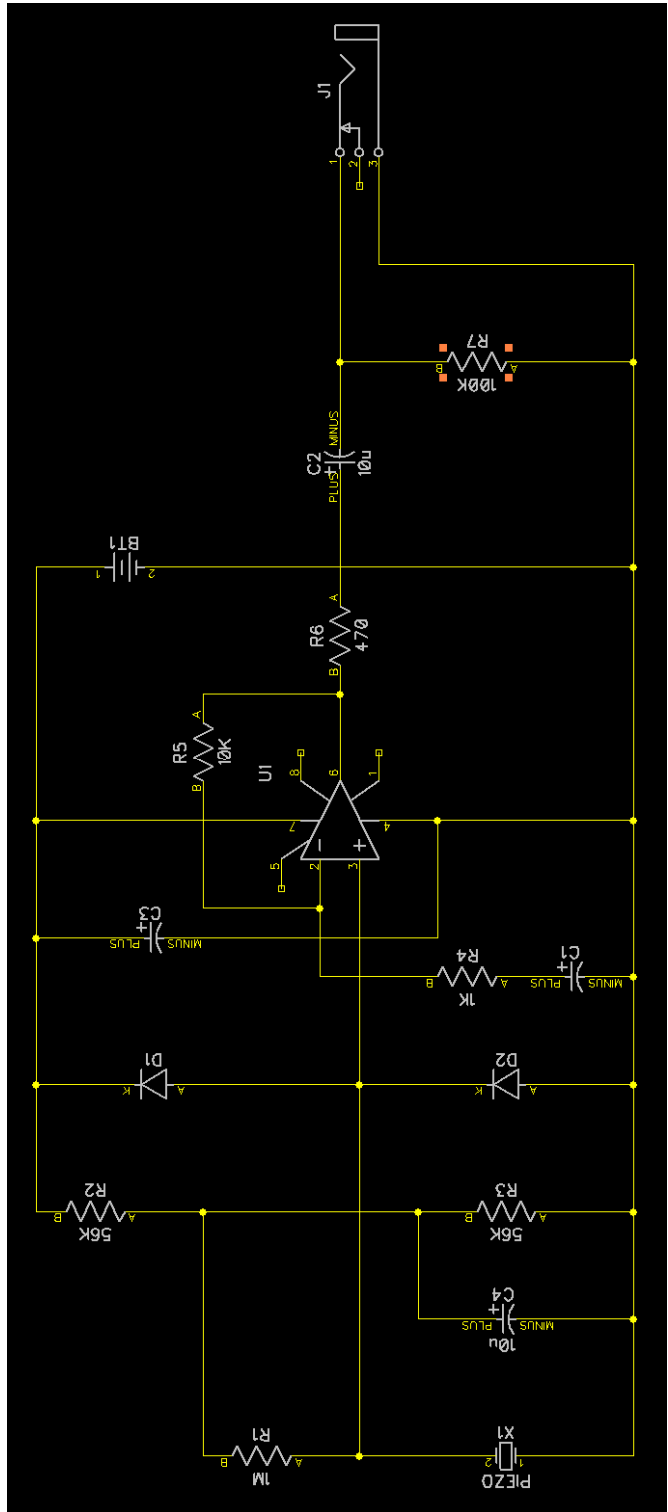 J1
1
2
3
R7
B
A
100K
MINUS
C2
+
10u
PLUS
BT1
1
2
A
R6
470
B
A
R5
10K
B
U1
8
6
1
7
4
5
2
3
C3
+
PLUS
MINUS
R4
B
A
1K
C1
+
PLUS
MINUS
D1
K
A
D2
K
A
R2
B
A
56K
R3
B
A
56K
C4
+
PLUS
MINUS
10u
R1
B
A
1M
X1
2
1
PIEZO